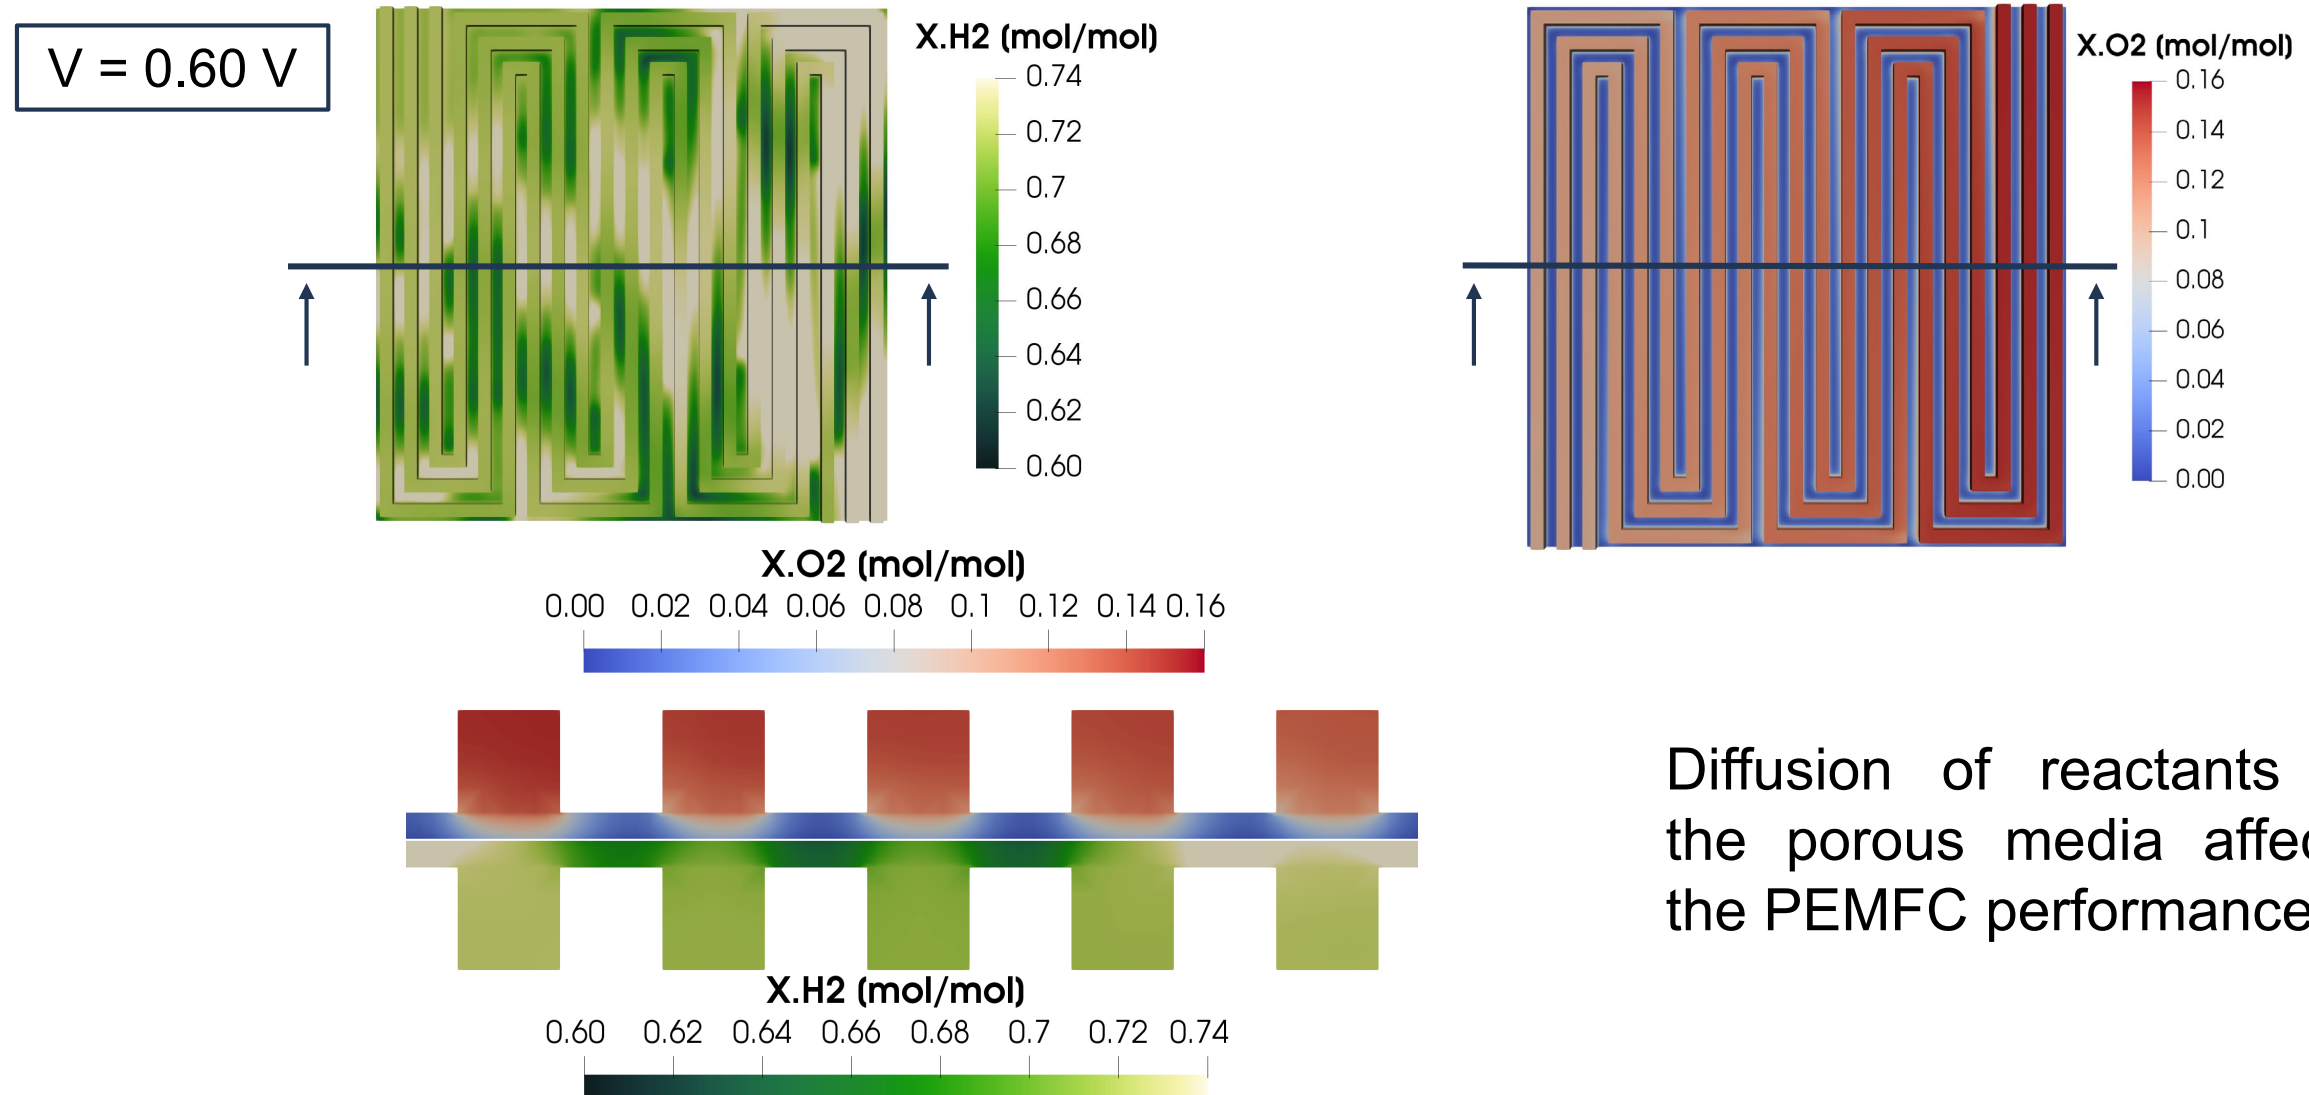 V = 0.60 V
X.H2 (mol/mol)
0.74
0.72
0.7
0.68
0.66
0.64
0.62
0.60
X.O2 (mol/mol)
0.16
0.14
0.12
0.1
0.08
0.06
0.04
0.02
0.00
X.O2 (mol/mol)
0.00 0.02 0.04 0.06 0.08 0.1 0.12 0.14 0.16
X.H2 (mol/mol)
0.60 0.62 0.64 0.66 0.68 0.7 0.72 0.74
Diffusion of reactants
the porous media
the PEMFC performance